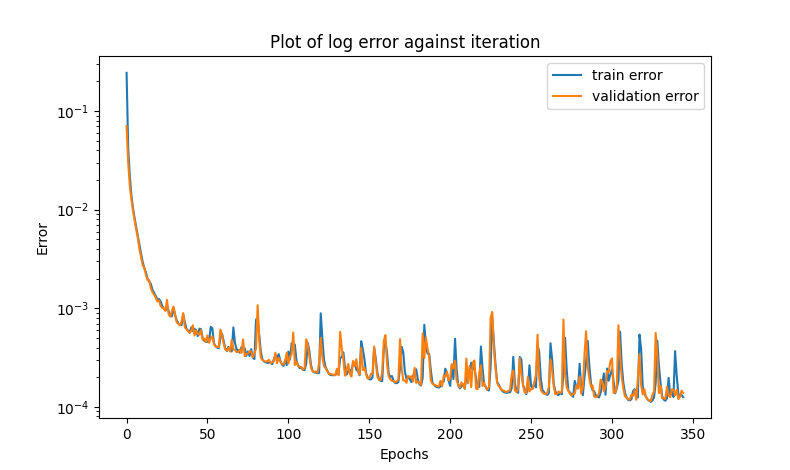 Plot of log error against iteration
train error
validation error
10⁻¹
10⁻²
10⁻³
10⁻⁴
Error
0 50 100 150 200 250 300 350
Epochs